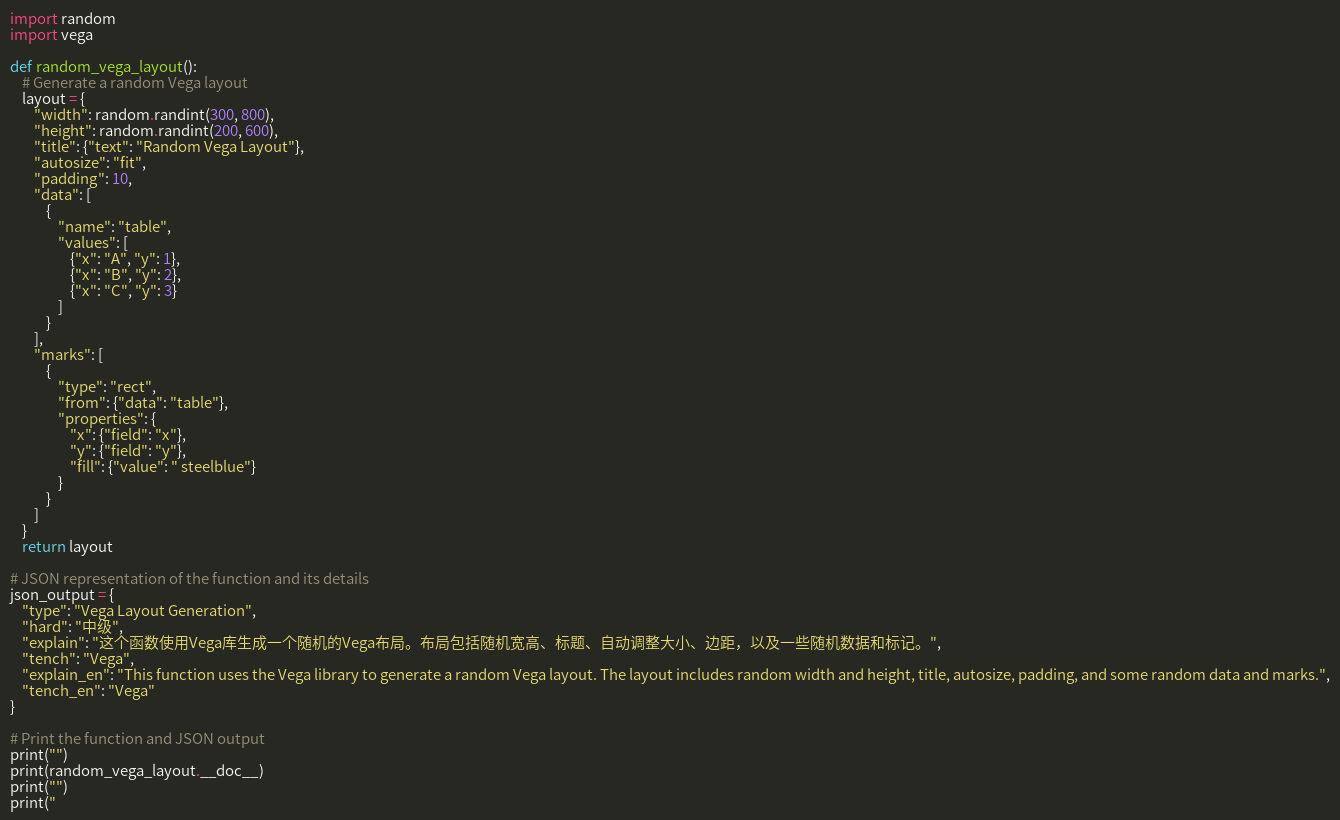 import random
import vega

def random_vega_layout():
    # Generate a random Vega layout
    layout = {
        "width": random.randint(300, 800),
        "height": random.randint(200, 600),
        "title": {"text": "Random Vega Layout"},
        "autosize": "fit",
        "padding": 10,
        "data": [
            {
                "name": "table",
                "values": [
                    {"x": "A", "y": 1},
                    {"x": "B", "y": 2},
                    {"x": "C", "y": 3}
                ]
            }
        ],
        "marks": [
            {
                "type": "rect",
                "from": {"data": "table"},
                "properties": {
                    "x": {"field": "x"},
                    "y": {"field": "y"},
                    "fill": {"value": " steelblue"}
                }
            }
        ]
    }
    return layout

# JSON representation of the function and its details
json_output = {
    "type": "Vega Layout Generation",
    "hard": "中级",
    "explain": "这个函数使用Vega库生成一个随机的Vega布局。布局包括随机宽高、标题、自动调整大小、边距，以及一些随机数据和标记。",
    "tench": "Vega",
    "explain_en": "This function uses the Vega library to generate a random Vega layout. The layout includes random width and height, title, autosize, padding, and some random data and marks.",
    "tench_en": "Vega"
}

# Print the function and JSON output
print("")
print(random_vega_layout.__doc__)
print("")
print("